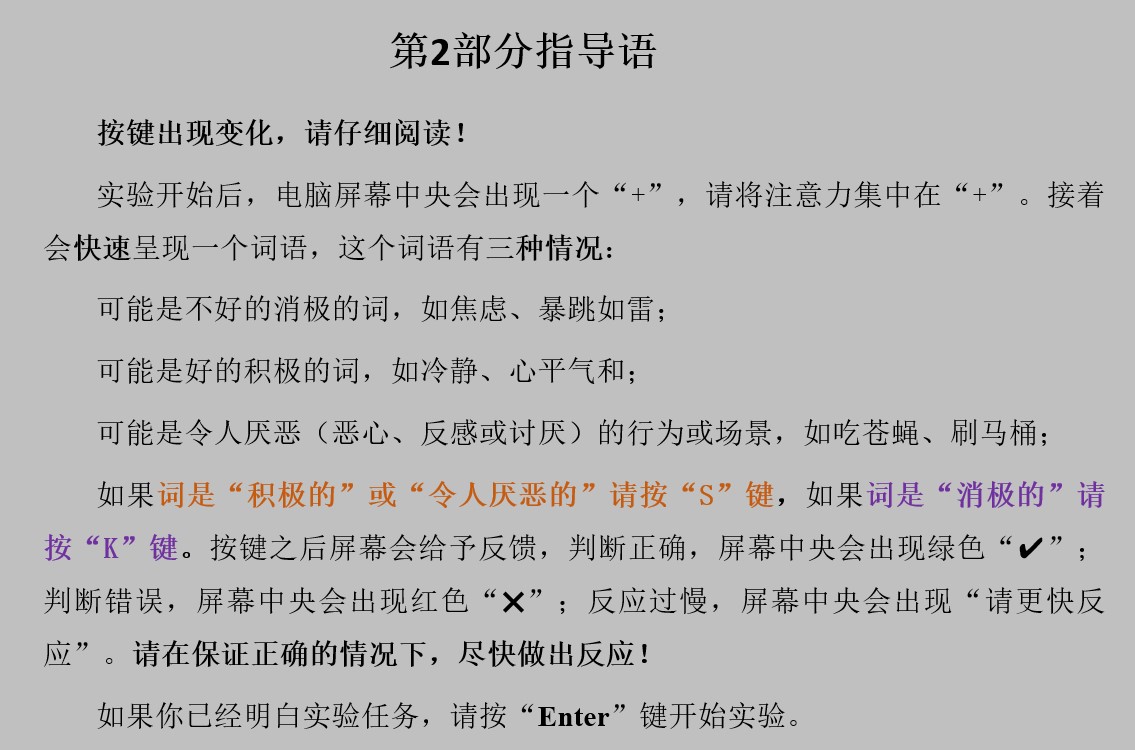 第2部分指导语
按键出现变化，请仔细阅读！
实验开始后，电脑屏幕中央会出现一个“+”，请将注意力集中在“+”。接着
会快速呈现一个词语，这个词语有三种情况：
可能是不好的消极的词，如焦虑、暴跳如雷；
可能是好的积极的词，如冷静、心平气和；
可能是令人厌恶（恶心、反感或讨厌）的行为或场景，如吃苍蝇、刷马桶；
如果词是“积极的”或“令人厌恶的”请按“S”键，如果词是“消极的”请
按“K”键。按键之后屏幕会给予反馈，判断正确，屏幕中央会出现绿色“✔”；
判断错误，屏幕中央会出现红色“✕”；反应过慢，屏幕中央会出现“请更快反
应”。请在保证正确的情况下，尽快做出反应！
如果你已经明白实验任务，请按“Enter”键开始实验。